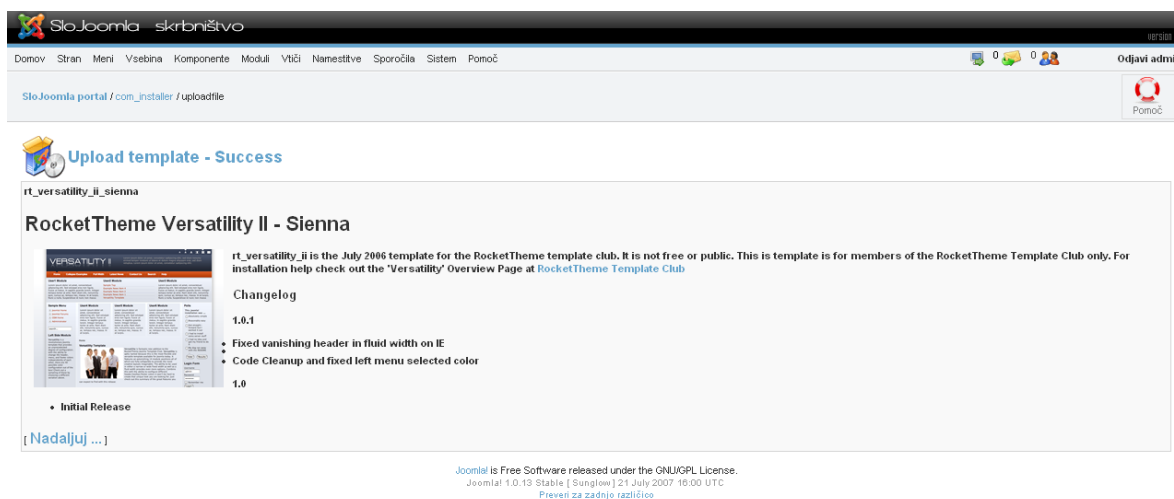 SloJoomla skrbništvo
version
Domov Stran Meni Vsebina Komponente Moduli Vtiči Namestitve Sporočila Sistem Pomoč 0 0 Odjavi admi
SloJoomla portal / com_installer / uploadfile
Pomoč
Upload template - Success
rt_versatility_ii_sienna
RocketTheme Versatility II - Sienna
VERSATILITY II
rt_versatility_ii is the July 2006 template for the RocketTheme template club. It is not free or public. This is template is for members of the RocketTheme Template Club only. For
installation help check out the 'Versatility' Overview Page at RocketTheme Template Club
Changelog
1.0.1
Fixed vanishing header in fluid width on IE
Code Cleanup and fixed left menu selected color
1.0
Initial Release
[ Nadaljuj ... ]
Joomla! is Free Software released under the GNU/GPL License.
Joomla! 1.0.13 Stable [ Sunglow ] 21 July 2007 16:00 UTC
Preveri za zadnjo različico